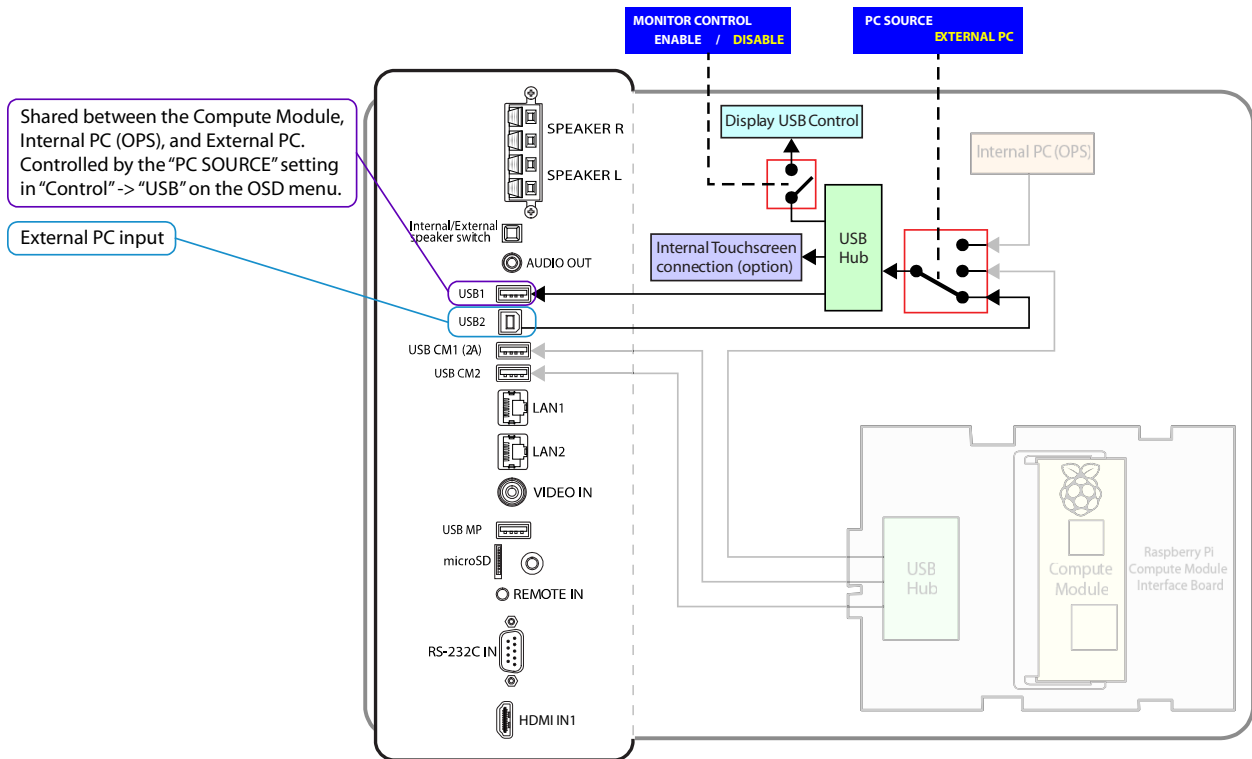 MONITOR CONTROL
ENABLE / DISABLE
PC SOURCE
EXTERNAL PC
Shared between the Compute Module,
Internal PC (OPS), and External PC.
Controlled by the “PC SOURCE” setting
in “Control” -> “USB” on the OSD menu.
External PC input
SPEAKER R
SPEAKER L
Internal/External
speaker switch
AUDIO OUT
USB1
USB2
USB CM1 (2A)
USB CM2
LAN1
LAN2
VIDEO IN
USB MP
microSD
REMOTE IN
RS-232C IN
HDMI IN1
Display USB Control
Internal PC (OPS)
Internal Touchscreen
connection (option)
USB
Hub
USB
Hub
Compute
Module
Raspberry Pi
Compute Module
Interface Board